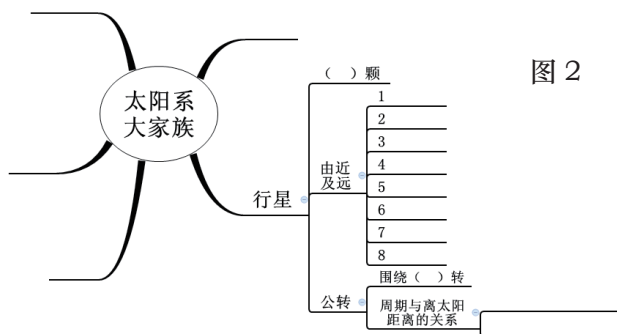 图 2
太阳系
大家族
行星
（ ）颗
由近
及远
1
2
3
4
5
6
7
8
公转
围绕（ ）转
周期与离太阳
距离的关系